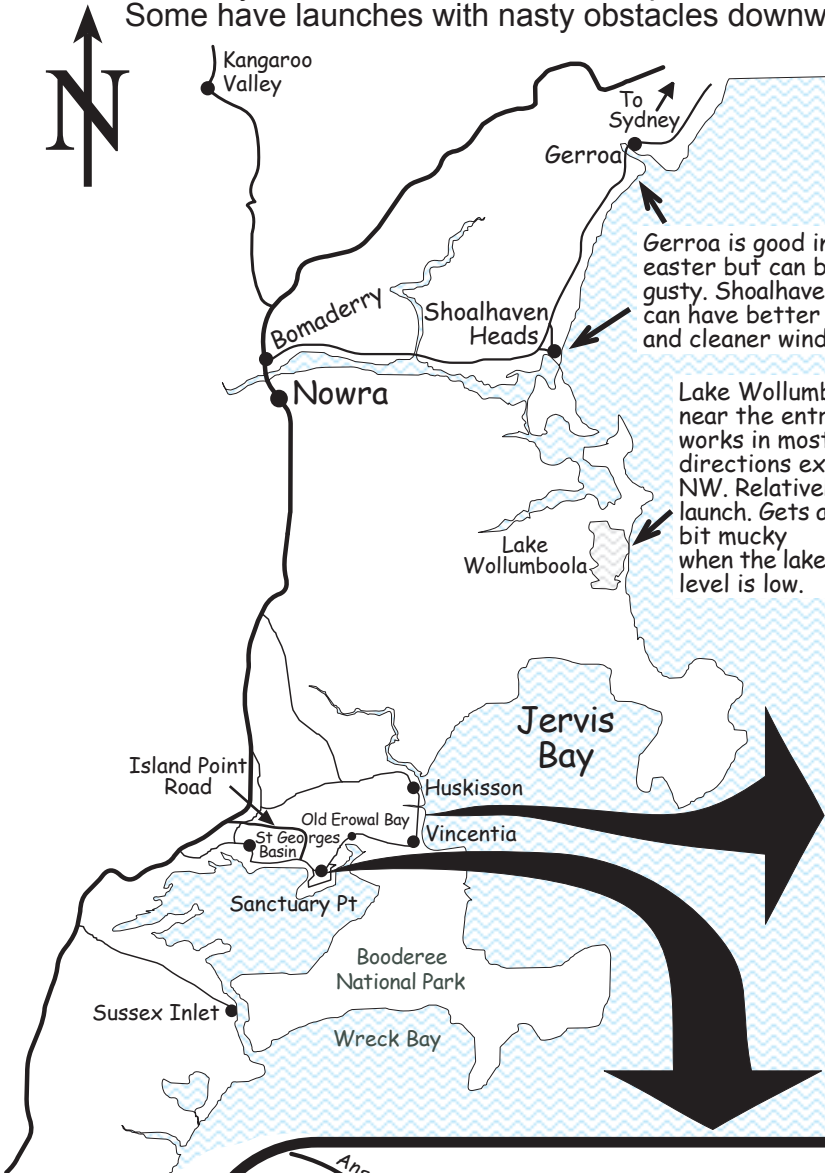 Some have launches with nasty obstacles downw
N
Kangaroo
Valley
To
Sydney
Gerroa
Gerroa is good in
easter but can b
gusty. Shoalhave
can have better
and cleaner wind
Bomaderry
Shoalhaven
Heads
Nowra
Lake Wollumb
near the entr
works in most
directions ex
NW. Relative
launch. Gets a
bit mucky
when the lake
level is low.
Lake
Wollumboola
Jervis
Bay
Island Point
Road
Huskisson
Old Erowal Bay
Vincentia
St Georges
Basin
Sanctuary Pt
Booderee
National Park
Sussex Inlet
Wreck Bay